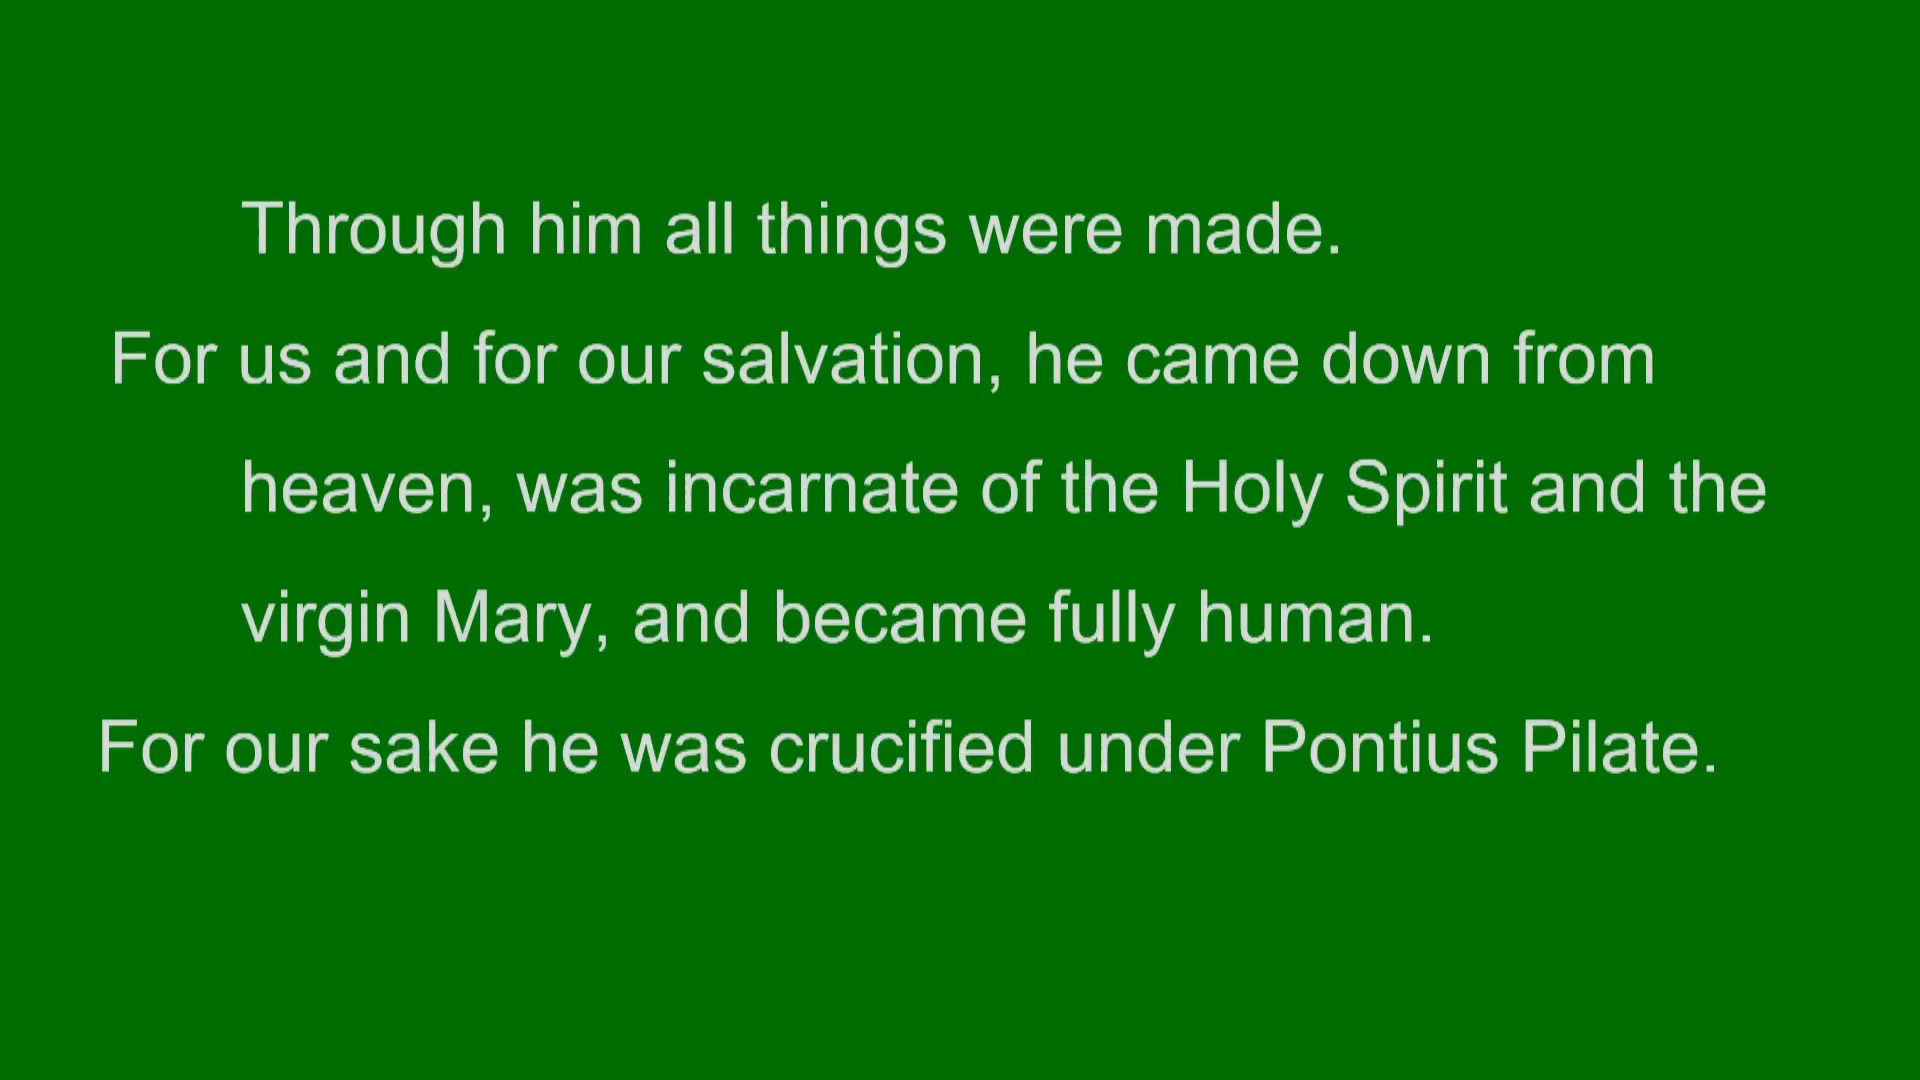 Through him all things were made.
For us and for our salvation, he came down from
heaven, was incarnate of the Holy Spirit and the
virgin Mary, and became fully human.
For our sake he was crucified under Pontius Pilate.